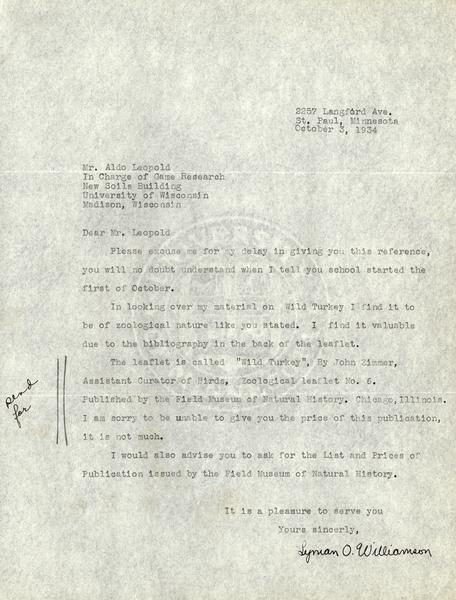 2257 Langford Ave.
St. Paul, Minnesota
October 3, 1934
Mr. Aldo Leopold
In Charge of Game Research
New Soils Building
University of Wisconsin
Madison, Wisconsin
Dear Mr. Leopold
Please excuse me for my delay in giving you this reference,
you will no doubt understand when I tell you school started the
first of October.
In looking over my material on Wild Turkey I find it to
be of zoological nature like you stated. I find it valuable
due to the bibliography in the back of the leaflet.
The leaflet is called "Wild Turkey", By John Zimmer,
send
for
Assistant Curator of Birds, Zoological leaflet No. 6.
Published by the Field Museum of Natural History. Chicago,Illinois.
I am sorry to be unable to give you the price of this publication,
it is not much.
I would also advise you to ask for the List and Prices of
Publication issued by the Field Museum of Natural History.
It is a pleasure to serve you
Yours sincerly,
Lyman O. Williamson